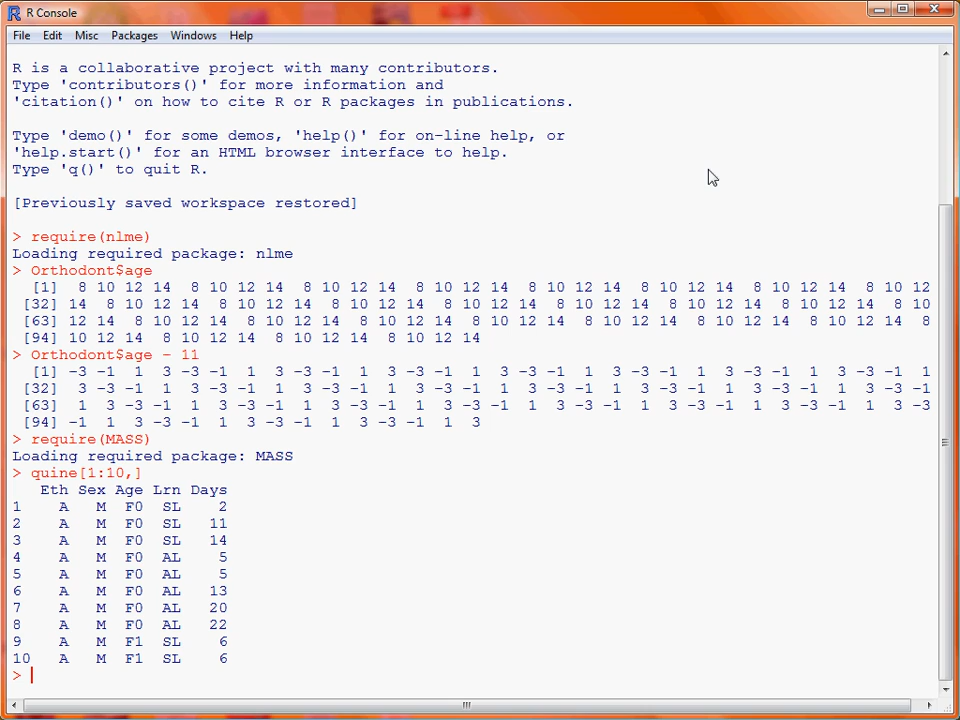 R Console
File Edit Misc Packages Windows Help
R is a collaborative project with many contributors.
Type 'contributors()' for more information and
'citation()' on how to cite R or R packages in publications.
Type 'demo()' for some demos, 'help()' for on-line help, or
'help.start()' for an HTML browser interface to help.
Type 'q()' to quit R.
[Previously saved workspace restored]
> require(nlme)
Loading required package: nlme
> Orthodont$age
[1] 8 10 12 14 8 10 12 14 8 10 12 14 8 10 12 14 8 10 12 14 8 10 12 14 8 10 12 14 8 10 12
[32] 14 8 10 12 14 8 10 12 14 8 10 12 14 8 10 12 14 8 10 12 14 8 10 12 14 8 10 12 14 8 10
[63] 12 14 8 10 12 14 8 10 12 14 8 10 12 14 8 10 12 14 8 10 12 14 8 10 12 14 8 10 12 14 8
[94] 10 12 14 8 10 12 14 8 10 12 14 8 10 12 14
> Orthodont$age - 11
[1] -3 -1 1 3 -3 -1 1 3 -3 -1 1 3 -3 -1 1 3 -3 -1 1 3 -3 -1 1 3 -3 -1 1 3 -3 -1 1
[32] 3 -3 -1 1 3 -3 -1 1 3 -3 -1 1 3 -3 -1 1 3 -3 -1 1 3 -3 -1 1 3 -3 -1 1 3 -3 -1
[63] 1 3 -3 -1 1 3 -3 -1 1 3 -3 -1 1 3 -3 -1 1 3 -3 -1 1 3 -3 -1 1 3 -3 -1 1 3 -3
[94] -1 1 3 -3 -1 1 3 -3 -1 1 3 -3 -1 1 3
> require(MASS)
Loading required package: MASS
> quine[1:10,]
Eth Sex Age Lrn Days
1 A M F0 SL 2
2 A M F0 SL 11
3 A M F0 SL 14
4 A M F0 AL 5
5 A M F0 AL 5
6 A M F0 AL 13
7 A M F0 AL 20
8 A M F0 AL 22
9 A M F1 SL 6
10 A M F1 SL 6
>